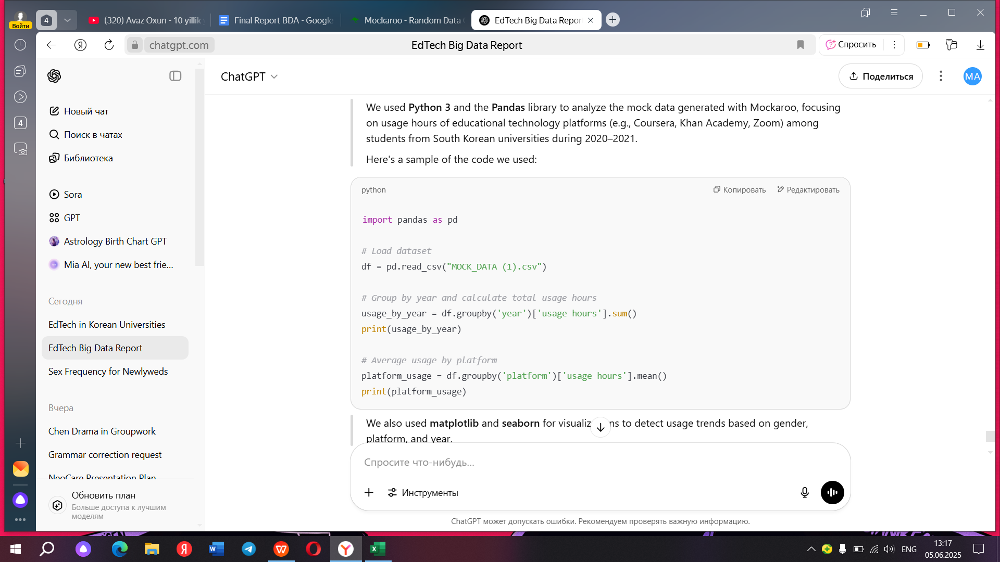 Войти
4
(320) Avaz Oxun - 10 yillik
Final Report BDA - Google
Mockaroo - Random Data
EdTech Big Data Repor
chatgpt.com
EdTech Big Data Report
Спросить
4
ChatGPT
Поделиться
MA
Новый чат
Поиск в чатах
Библиотека
Sora
GPT
Astrology Birth Chart GPT
Mia AI, your new best frie...
Сегодня
EdTech in Korean Universities
EdTech Big Data Report
Sex Frequency for Newlyweds
Вчера
Chen Drama in Groupwork
Grammar correction request
NeoCare Presentation Plan
Обновить план
Больше доступа к лучшим
моделям
We used Python 3 and the Pandas library to analyze the mock data generated with Mockaroo, focusing
on usage hours of educational technology platforms (e.g., Coursera, Khan Academy, Zoom) among
students from South Korean universities during 2020–2021.
Here's a sample of the code we used:
python
Копировать
Редактировать
import pandas as pd
# Load dataset
df = pd.read_csv("MOCK_DATA (1).csv")
# Group by year and calculate total usage hours
usage_by_year = df.groupby('year')['usage hours'].sum()
print(usage_by_year)
# Average usage by platform
platform_usage = df.groupby('platform')['usage hours'].mean()
print(platform_usage)
We also used matplotlib and seaborn for visualiz ns to detect usage trends based on gender,
platform, and year.
Спросите что-нибудь...
Инструменты
ChatGPT может допускать ошибки. Рекомендуем проверять важную информацию.
ENG
13:17
05.06.2025